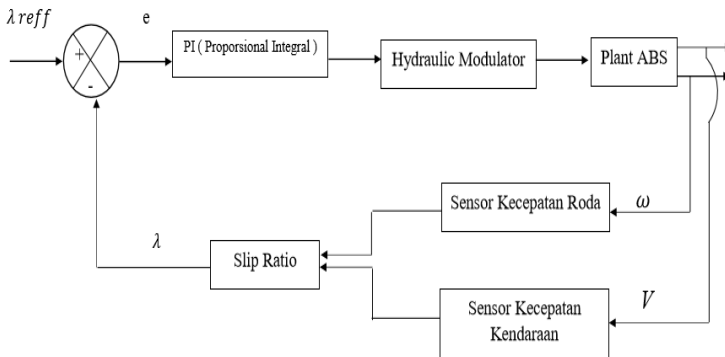 λ reff
e
+
-
PI ( Proporsional Integral )
Hydraulic Modulator
Plant ABS
Sensor Kecepatan Roda
ω
λ
Slip Ratio
Sensor Kecepatan
Kendaraan
V